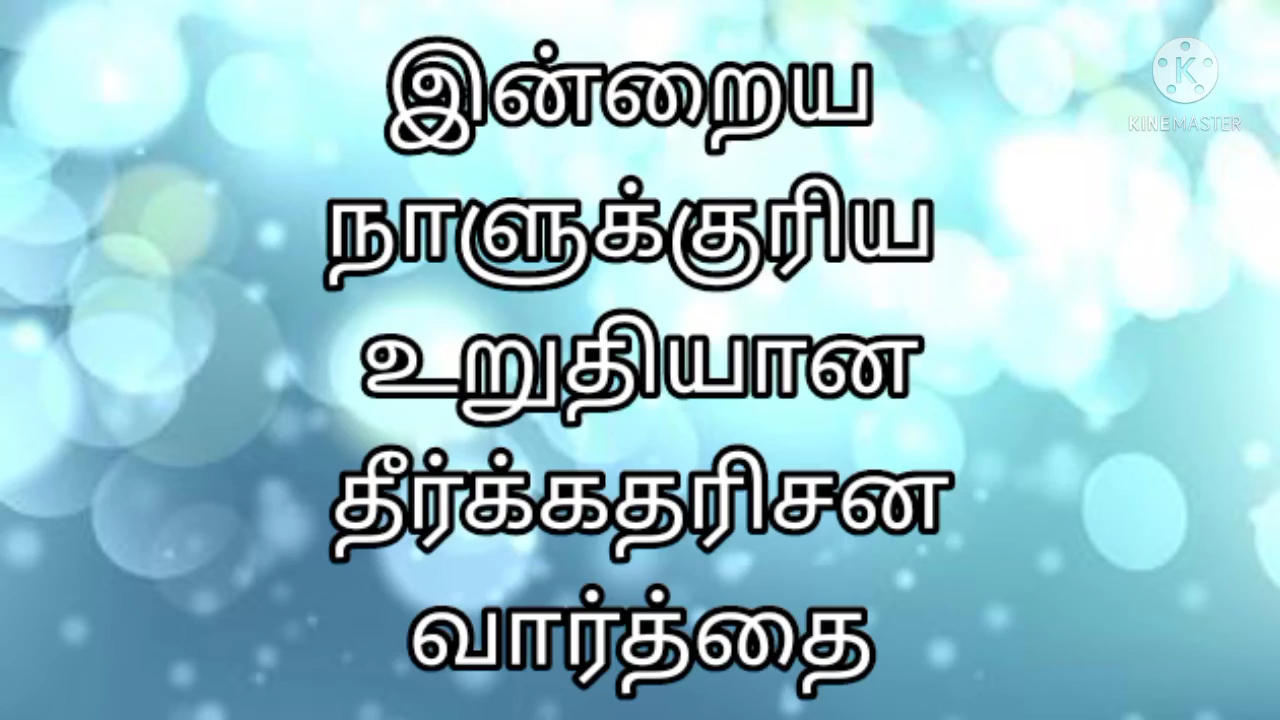 இன்றைய
KINEMASTER
நாளுக்குரிய
உறுதியான
தீர்க்கதரிசன
வார்த்தை